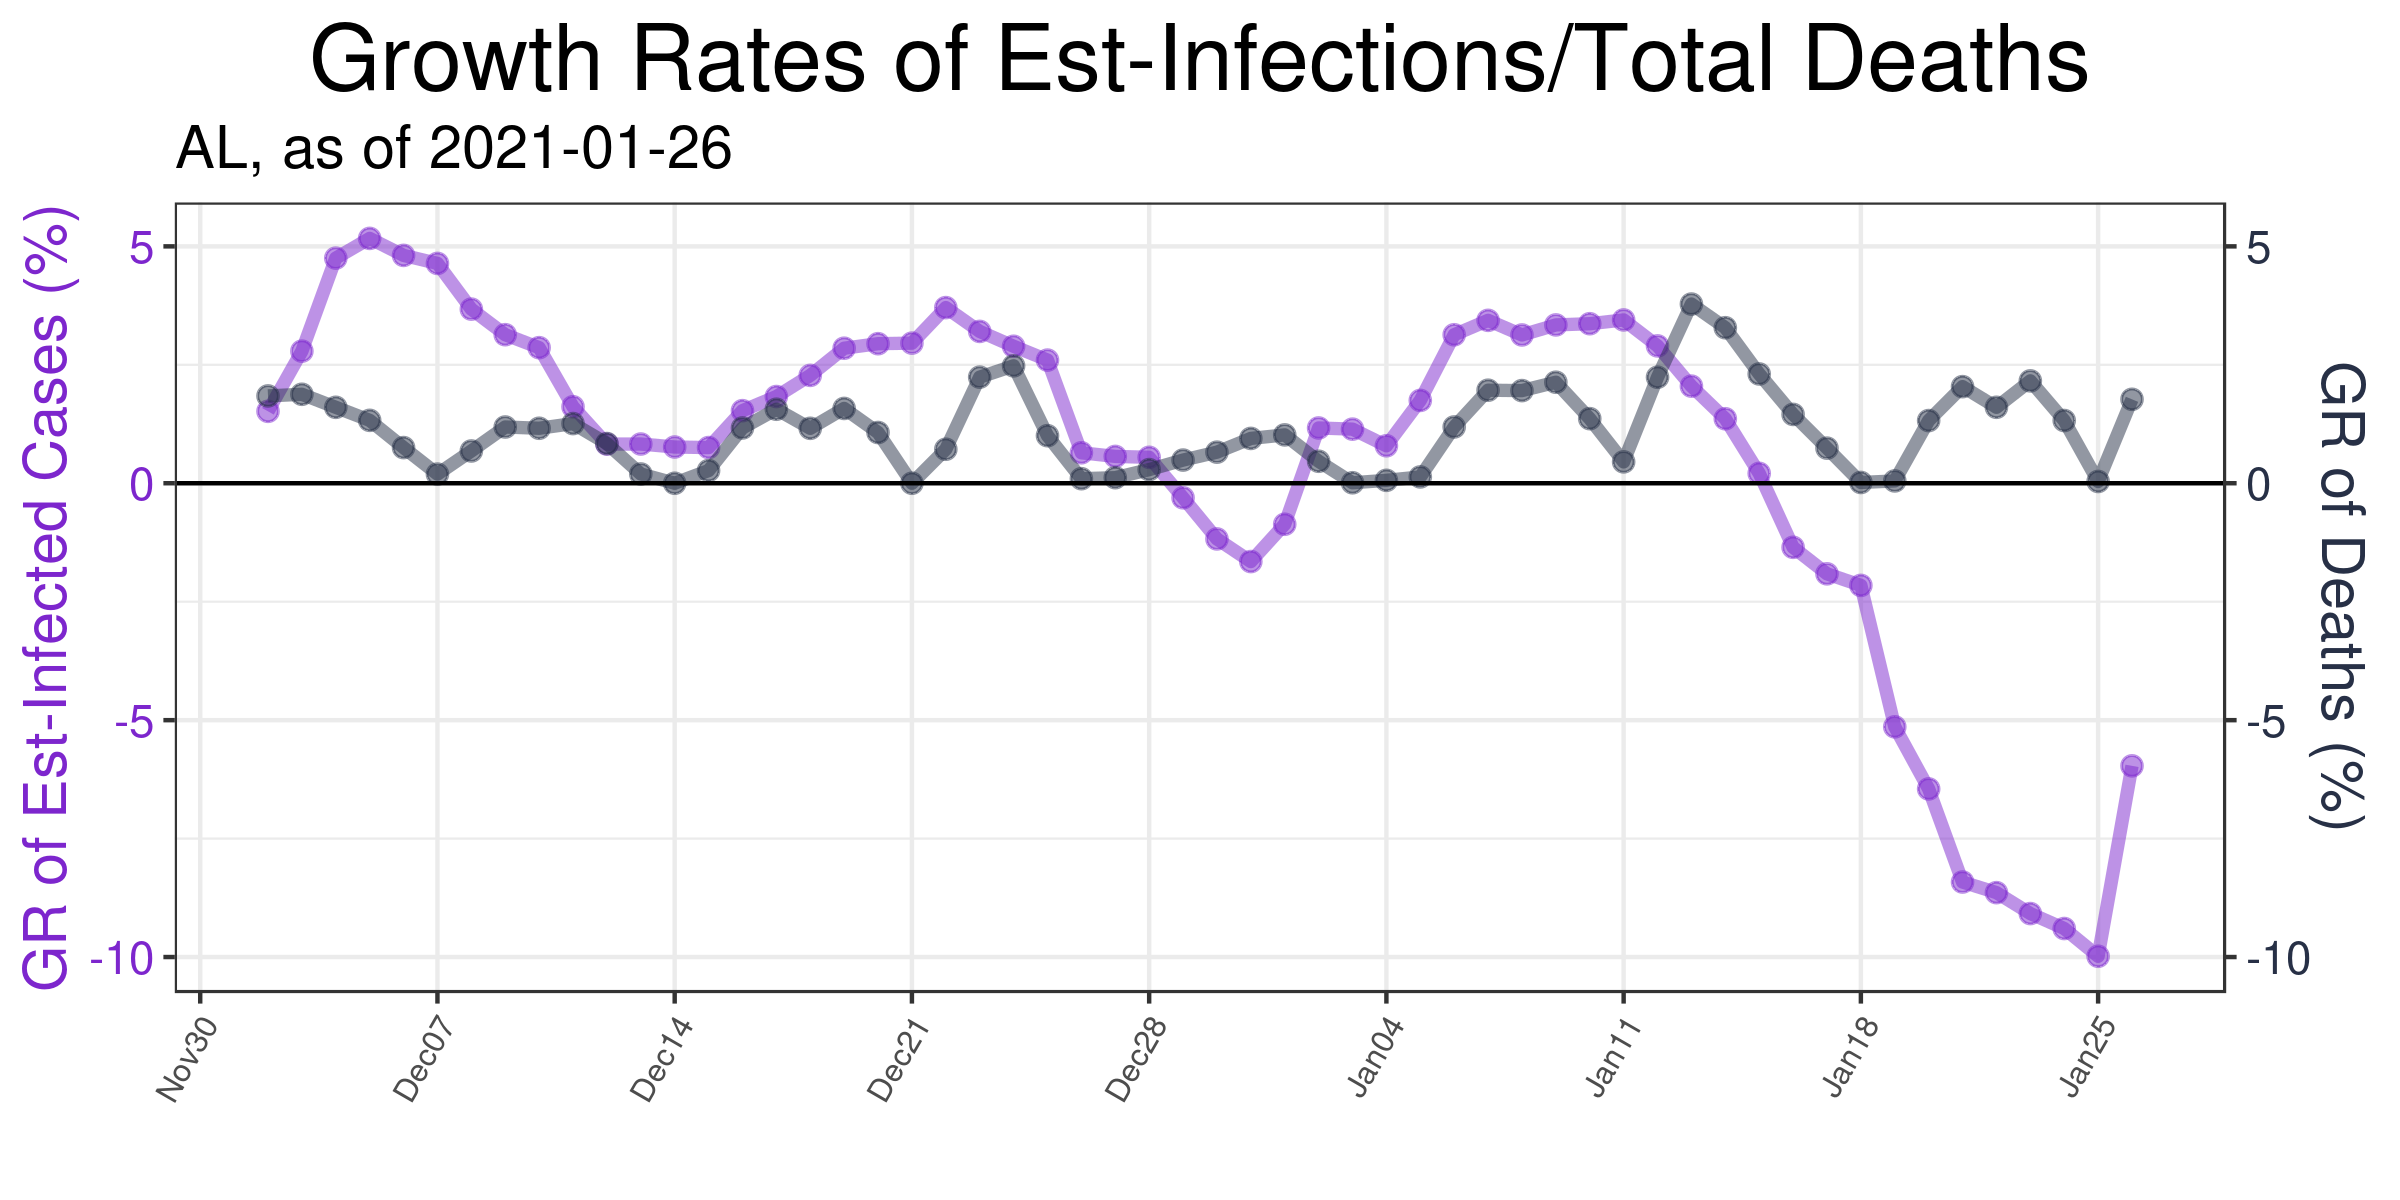 Growth Rates of Est-Infections/Total Deaths
AL, as of 2021-01-26
GR of Est-Infected Cases (%)
5
0
-5
-10
5
0
-5
-10
GR of Deaths (%)
Nov30
Dec07
Dec14
Dec21
Dec28
Jan04
Jan11
Jan18
Jan25